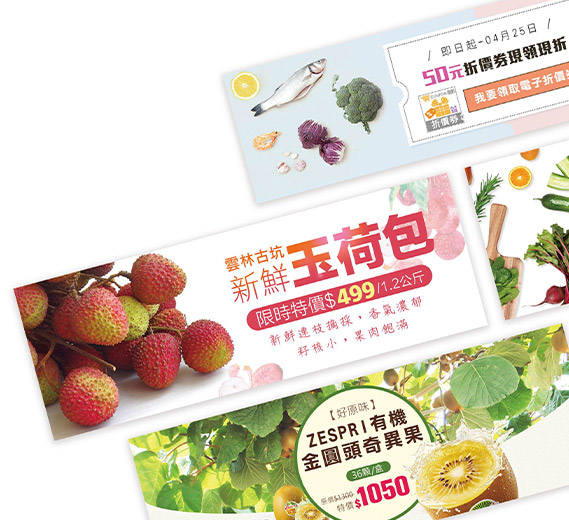 / 即日起-04月25日 /
50元折價券現領現折
折價券
我要領取電子折價
雲林古坑
新鮮玉荷包
限時特價$499/1.2公斤
新鮮連枝摘採，香氣濃郁
籽核小，果肉飽滿
【好原味】
ZESPRI有機
金圓頭奇異果
36顆/盒
原價$1300
特價$1050